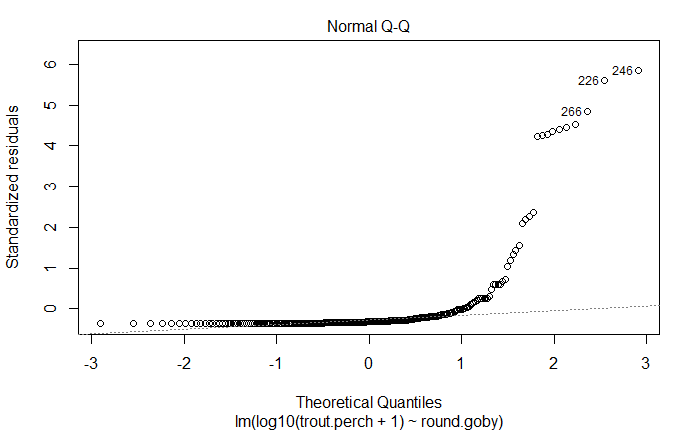 Normal Q-Q
Standardized residuals
6
5
4
3
2
1
0
246
226
266
-3 -2 -1 0 1 2 3
Theoretical Quantiles
lm(log10(trout.perch + 1) ~ round.goby)